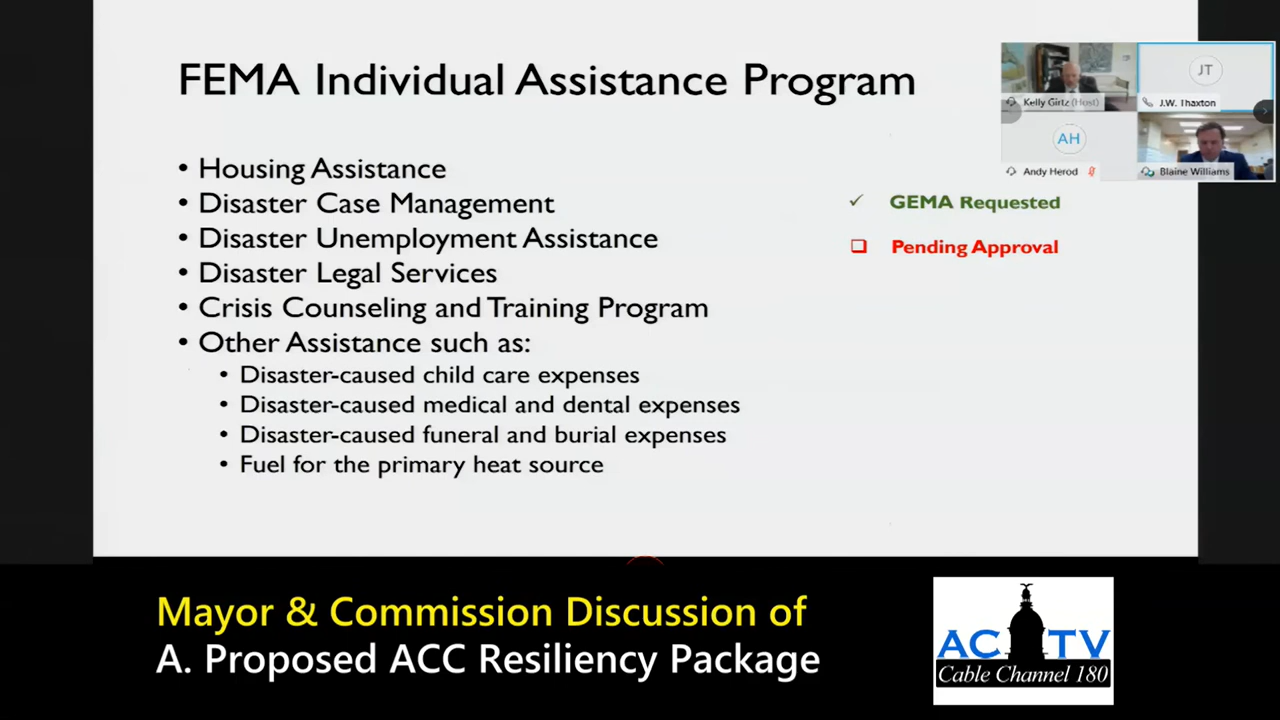 FEMA Individual Assistance Program
• Housing Assistance
• Disaster Case Management
• Disaster Unemployment Assistance
• Disaster Legal Services
• Crisis Counseling and Training Program
• Other Assistance such as:
• Disaster-caused child care expenses
• Disaster-caused medical and dental expenses
• Disaster-caused funeral and burial expenses
• Fuel for the primary heat source
✓ GEMA Requested
❑ Pending Approval
Kelly Girtz (Host)
JT
J.W. Thaxton
AH
Andy Herod
Blaine Williams
Mayor & Commission Discussion of
A. Proposed ACC Resiliency Package
ACTV
Cable Channel 180